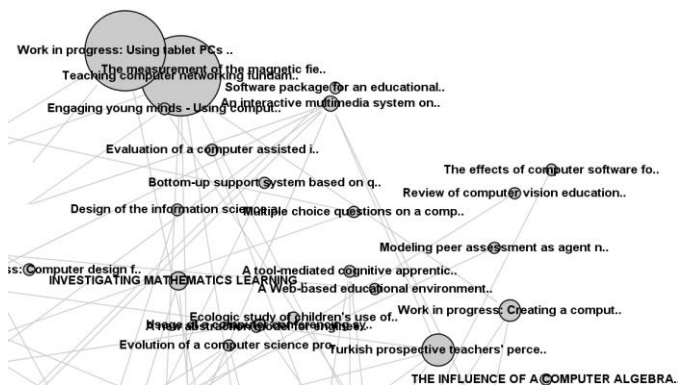 Work in progress: Using tablet PCs ..
The measurement of the magnetic fie..
Teaching computer networking fundam..
Software package for an educational..
An interactive multimedia system on..
Engaging young minds - Using comput..
Evaluation of a computer assisted i..
The effects of computer software fo..
Bottom-up support system based on q..
Review of computer vision education..
Design of the information science
Multiple choice questions on a comp..
Modeling peer assessment as agent n..
ss: Computer design f..
A tool-mediated cognitive apprentic..
INVESTIGATING MATHEMATICS LEARNING ..
A Web-based educational environment..
Work in progress: Creating a comput..
Ecologic study of children's use of..
Evolution of a computer science pro..
Turkish prospective teachers' perce..
THE INFLUENCE OF A COMPUTER ALGEBRA..